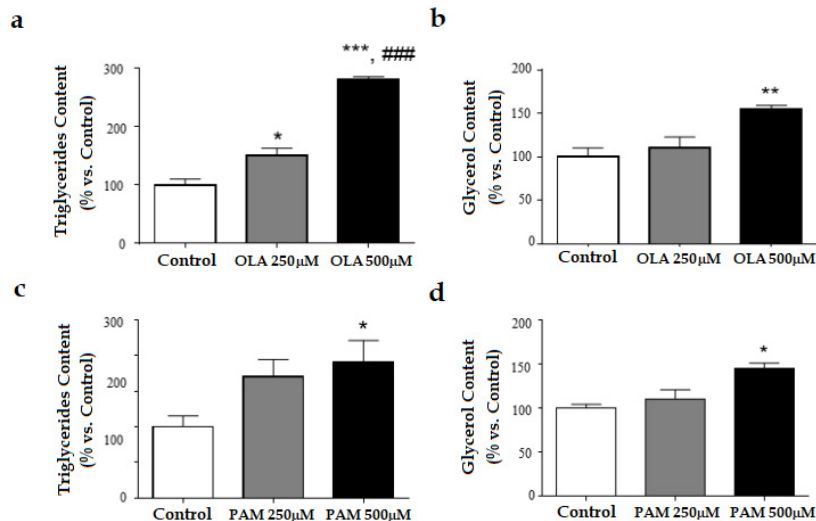 a
Triglycerides Content
(% vs. Control)
300
200
100
0
*
***, ###
Control
OLA 250µM
OLA 500µM
b
Glycerol Content
(% vs. Control)
200
150
100
50
0
**
Control
OLA 250µM
OLA 500µM
c
Triglycerides Content
(% vs. Control)
300
200
100
0
*
Control
PAM 250µM
PAM 500µM
d
Glycerol Content
(% vs. Control)
200
150
100
50
0
*
Control
PAM 250µM
PAM 500µM